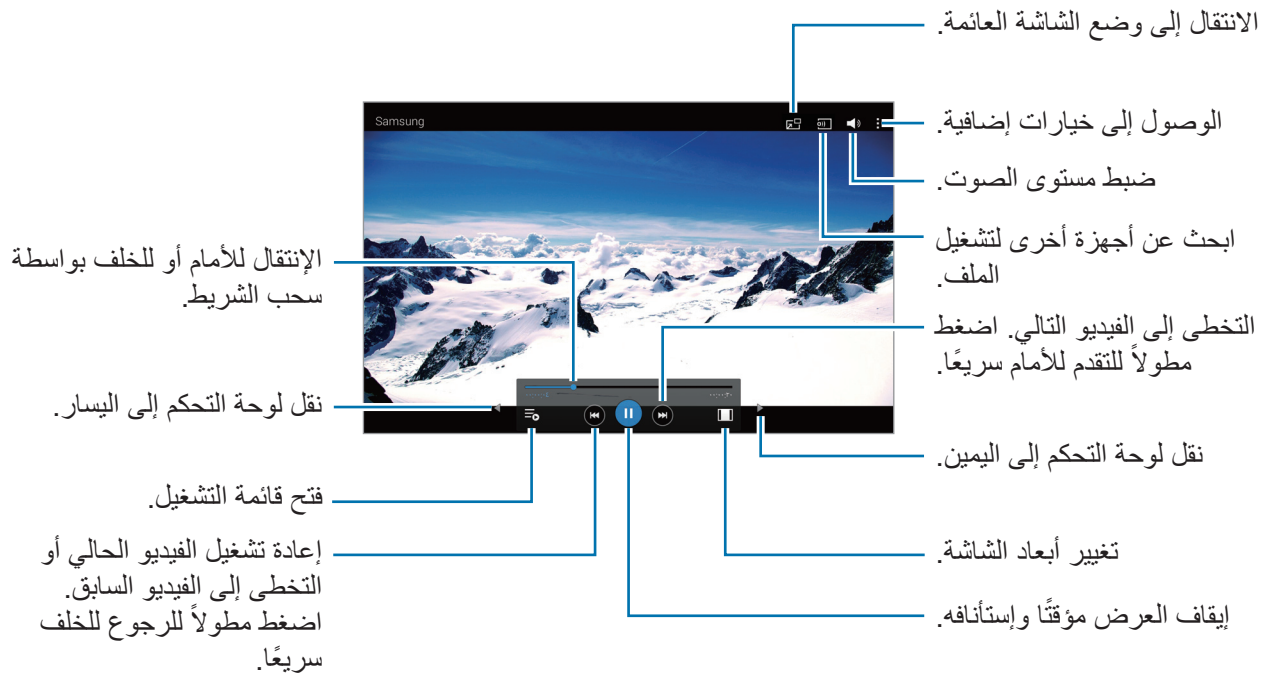 الانتقال إلى وضع الشاشة العائمة.
الوصول إلى خيارات إضافية.
ضبط مستوى الصوت.
ابحث عن أجهزة أخرى لتشغيل
الملف.
التخطى إلى الفيديو التالي. اضغط
مطولاً للتقدم للأمام سريعًا.
نقل لوحة التحكم إلى اليمين.
تغيير أبعاد الشاشة.
إيقاف العرض مؤقتًا وإستأنافه.
Samsung
الإنتقال للأمام أو للخلف بواسطة
سحب الشريط.
نقل لوحة التحكم إلى اليسار.
فتح قائمة التشغيل.
إعادة تشغيل الفيديو الحالي أو
التخطى إلى الفيديو السابق.
اضغط مطولاً للرجوع للخلف
سريعًا.